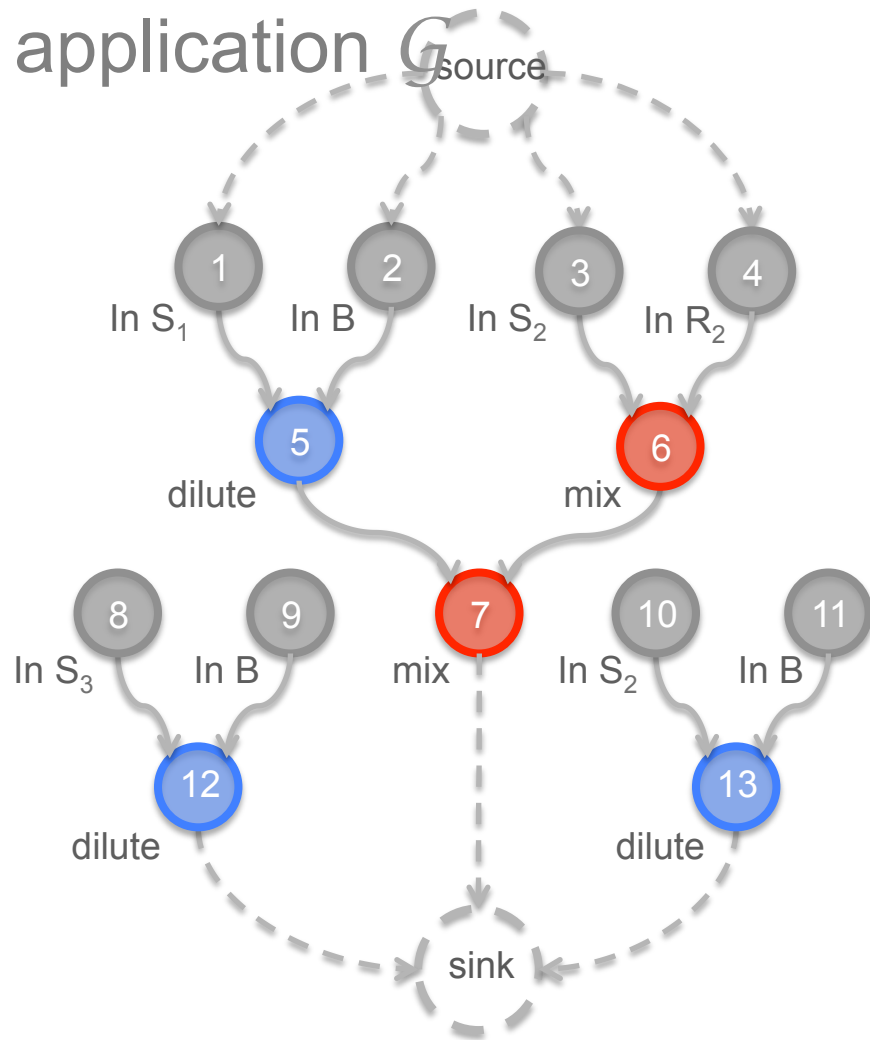 application G
source
1
2
3
4
In S₁
In B
In S₂
In R₂
5
6
dilute
mix
8
9
7
10
11
In S₃
In B
mix
In S₂
In B
12
13
dilute
dilute
sink